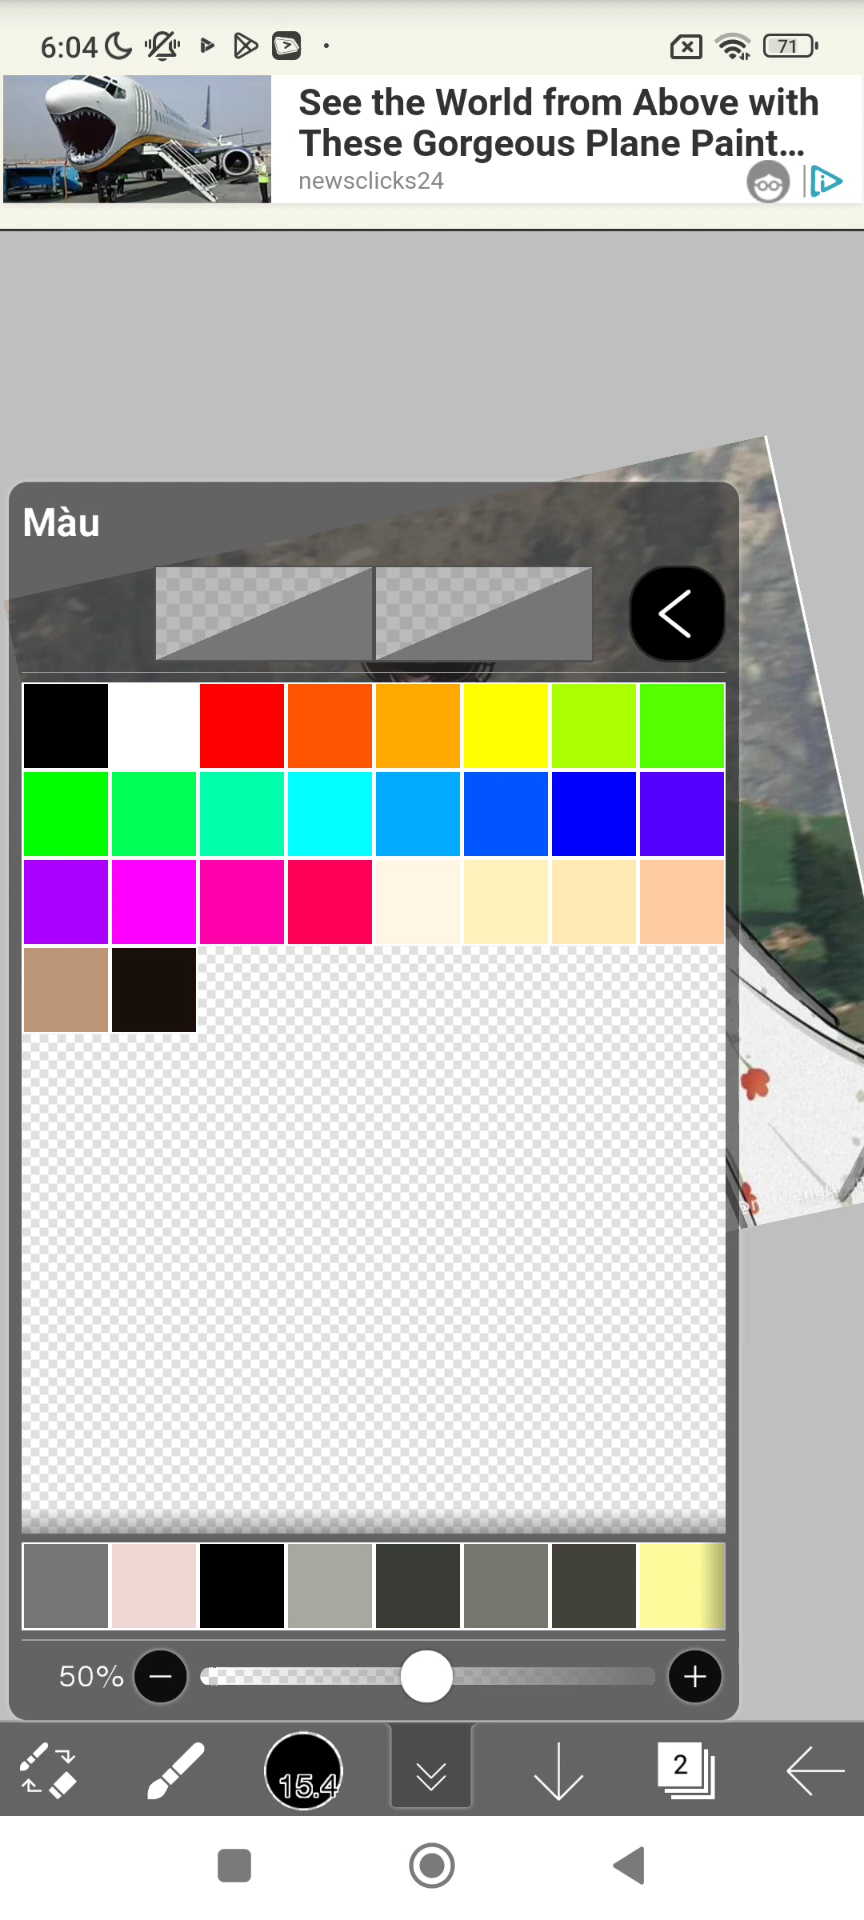 6:04
71
See the World from Above with
These Gorgeous Plane Paint...
newsclicks24
Màu
50%
15.4
2